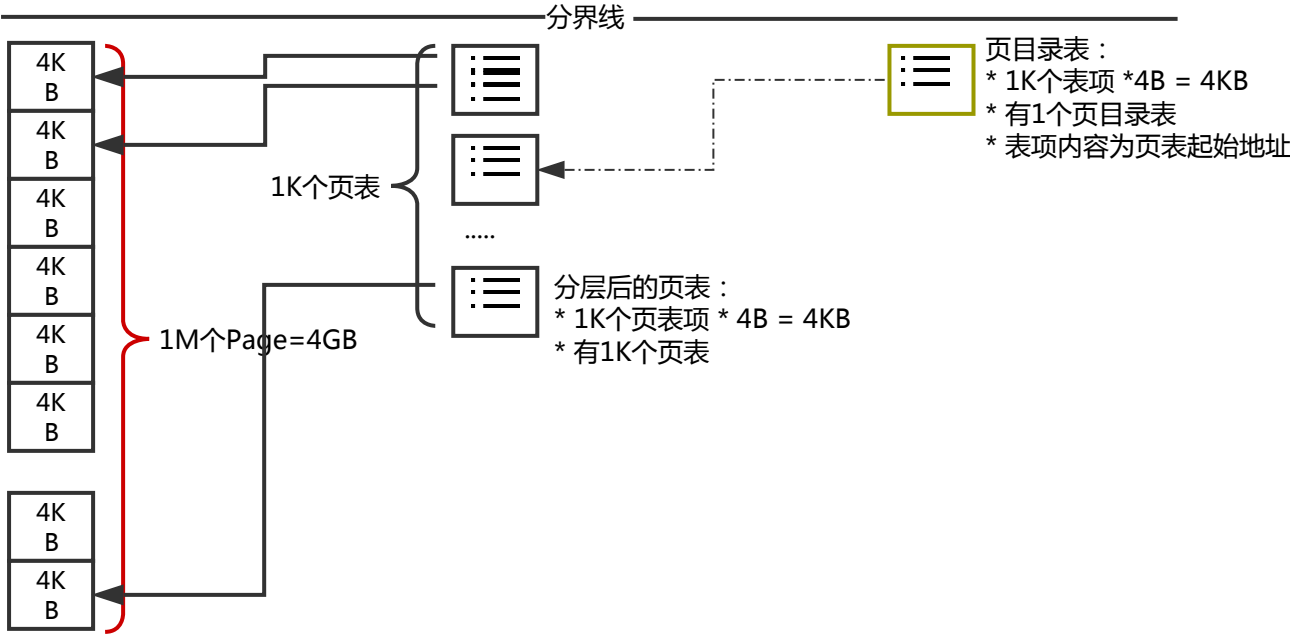 分界线
4K
B
4K
B
4K
B
4K
B
4K
B
4K
B
4K
B
4K
B
1M个Page=4GB
1K个页表
.....
分层后的页表：
* 1K个页表项 * 4B = 4KB
* 有1K个页表
页目录表：
* 1K个表项 *4B = 4KB
* 有1个页目录表
* 表项内容为页表起始地址